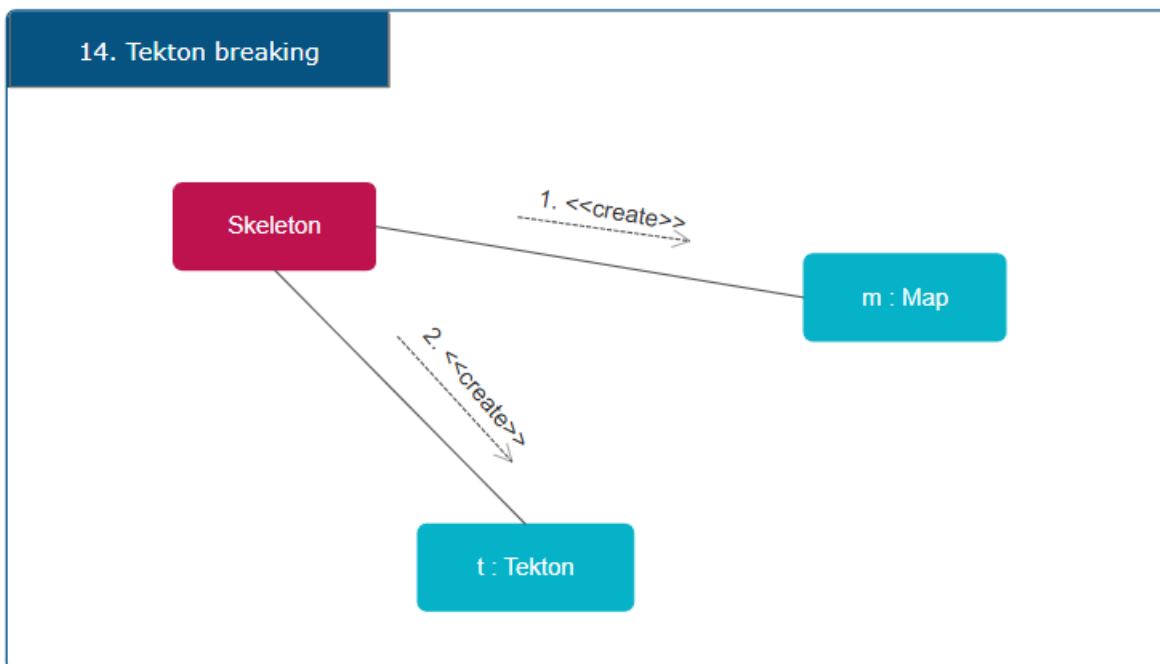 14. Tekton breaking
Skeleton
1. <<create>>
m : Map
2. <<create>>
t : Tekton